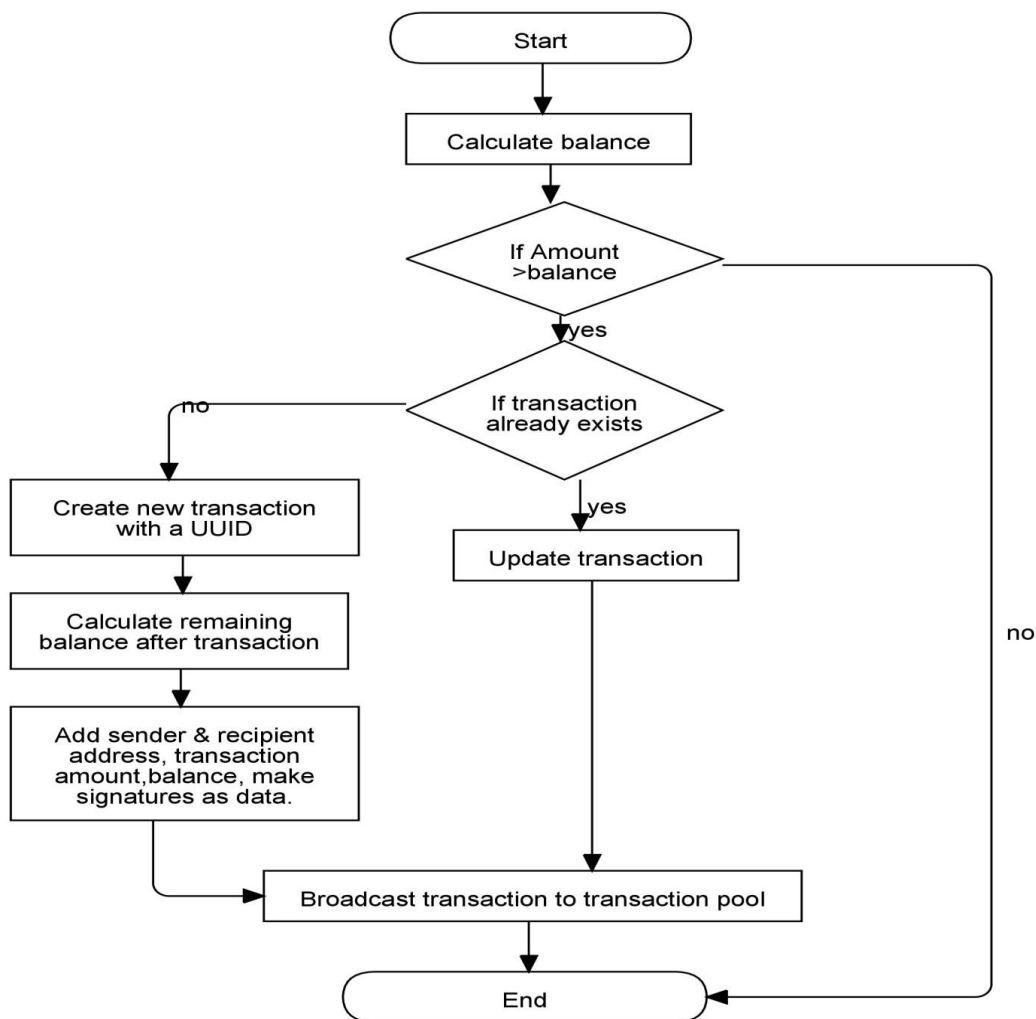 Start
Calculate balance
If Amount
>balance
yes
If transaction
already exists
no
yes
Create new transaction
with a UUID
Update transaction
Calculate remaining
balance after transaction
no
Add sender & recipient
address, transaction
amount,balance, make
signatures as data.
Broadcast transaction to transaction pool
End